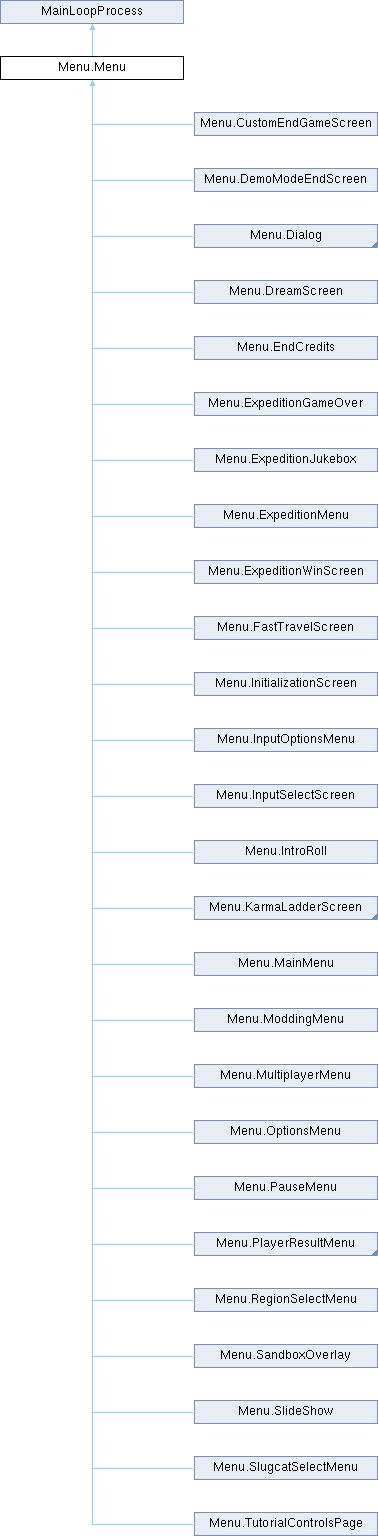 MainLoopProcess
Menu.Menu
Menu.CustomEndGameScreen
Menu.DemoModeEndScreen
Menu.Dialog
Menu.DreamScreen
Menu.EndCredits
Menu.ExpeditionGameOver
Menu.ExpeditionJukebox
Menu.ExpeditionMenu
Menu.ExpeditionWinScreen
Menu.FastTravelScreen
Menu.InitializationScreen
Menu.InputOptionsMenu
Menu.InputSelectScreen
Menu.IntroRoll
Menu.KarmaLadderScreen
Menu.MainMenu
Menu.ModdingMenu
Menu.MultiplayerMenu
Menu.OptionsMenu
Menu.PauseMenu
Menu.PlayerResultMenu
Menu.RegionSelectMenu
Menu.SandboxOverlay
Menu.SlideShow
Menu.SlugcatSelectMenu
Menu.TutorialControlsPage